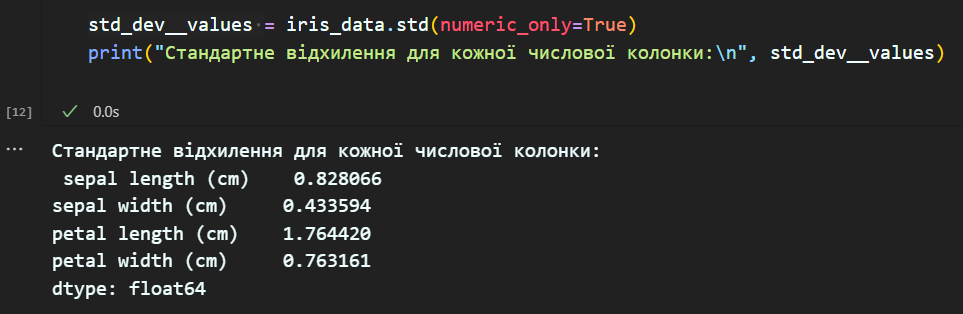 std_dev__values = iris_data.std(numeric_only=True)
print("Стандартне відхилення для кожної числової колонки:\n", std_dev__values)
[12] ✓ 0.0s
... Стандартне відхилення для кожної числової колонки:
 sepal length (cm)    0.828066
sepal width (cm)     0.433594
petal length (cm)    1.764420
petal width (cm)     0.763161
dtype: float64